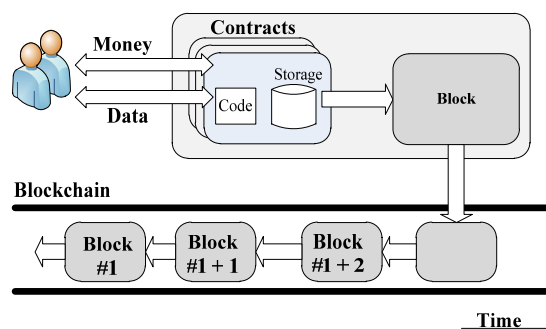 Contracts
Money
Storage
Code
Data
Block
Blockchain
Block
#1
Block
#1 + 1
Block
#1 + 2
Time